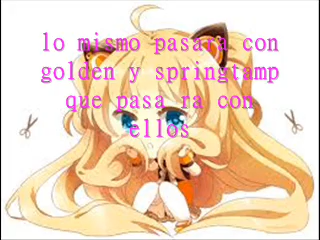 lo mismo pasara con
golden y springtamp
que pasa ra con
ellos